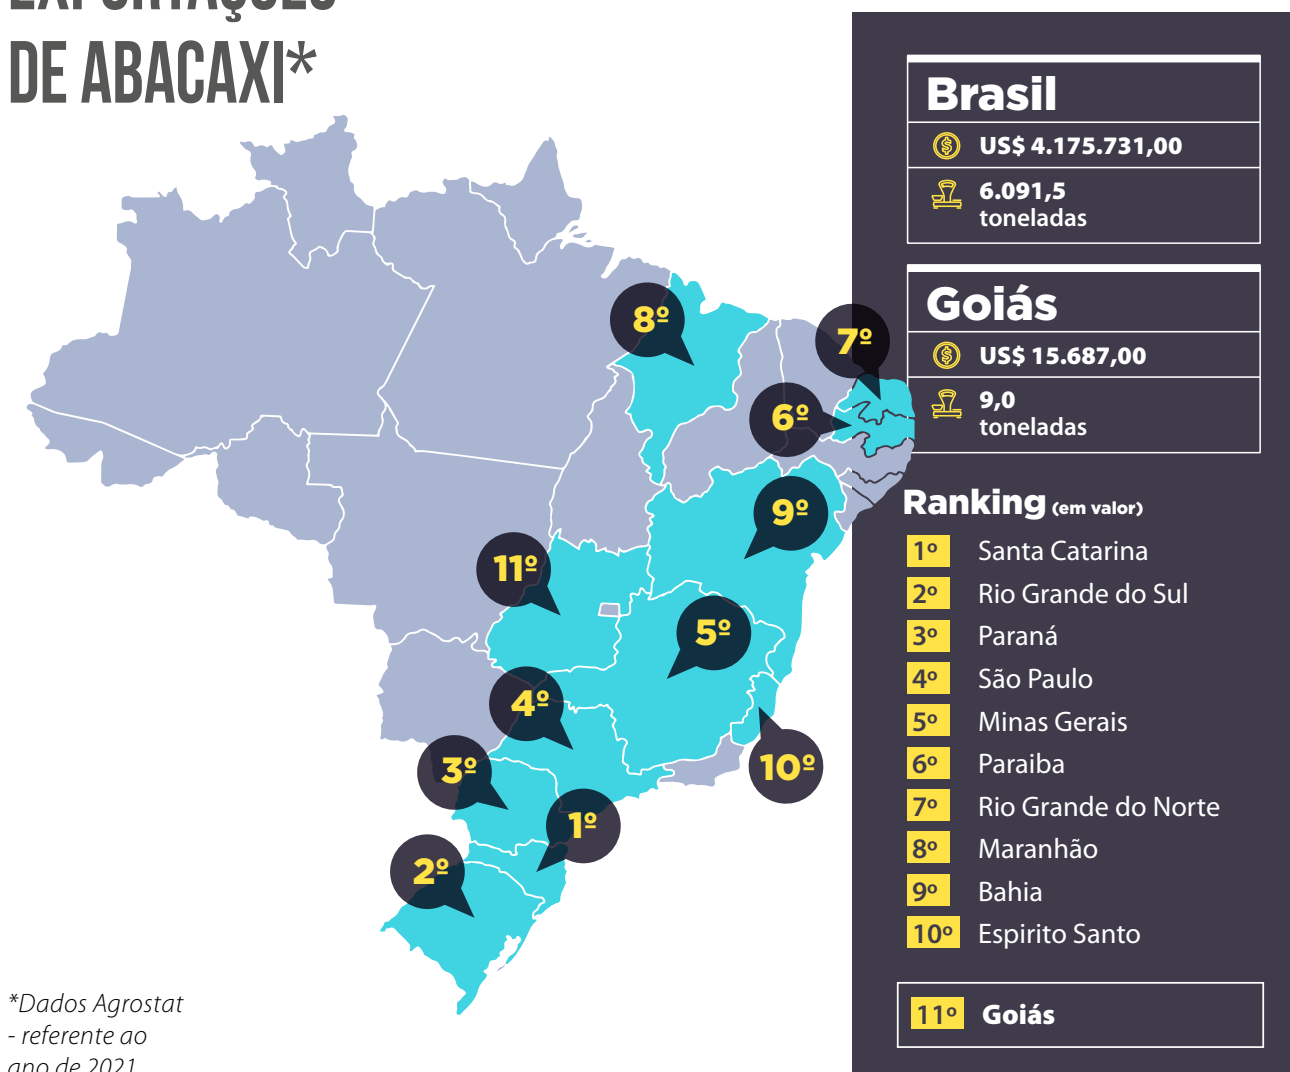 EXPORTAÇÕES
DE ABACAXI*
8º
7º
6º
9º
11º
5º
4º
10º
3º
1º
2º
*Dados Agrostat
- referente ao
ano de 2021
Brasil
US$ 4.175.731,00
6.091,5
toneladas
Goiás
US$ 15.687,00
9,0
toneladas
Ranking (em valor)
1º Santa Catarina
2º Rio Grande do Sul
3º Paraná
4º São Paulo
5º Minas Gerais
6º Paraiba
7º Rio Grande do Norte
8º Maranhão
9º Bahia
10º Espirito Santo
11º Goiás